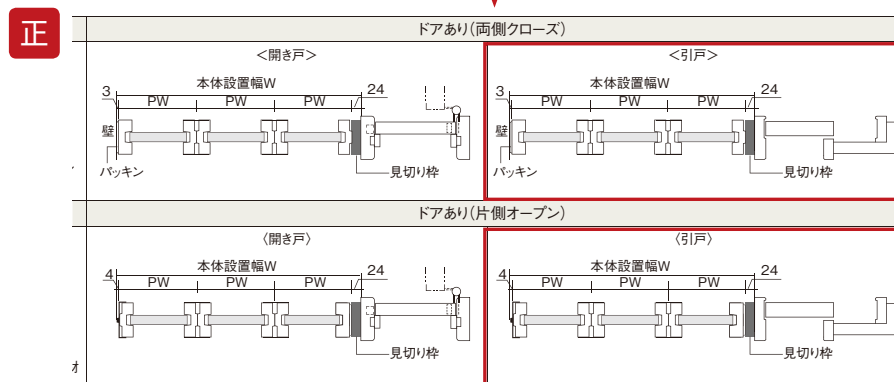 正
ドアあり(両側クローズ)
<開き戸>
本体設置幅W
3
PW
PW
PW
24
壁
パッキン
見切り枠
<引戸>
本体設置幅W
3
PW
PW
PW
24
壁
パッキン
見切り枠
ドアあり(片側オープン)
〈開き戸〉
本体設置幅W
4
PW
PW
PW
24
見切り枠
〈引戸〉
本体設置幅W
4
PW
PW
PW
24
見切り枠